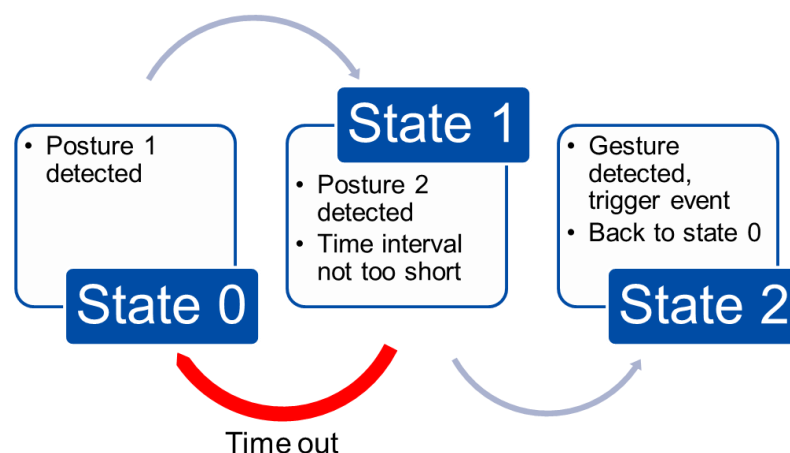 • Posture 1
detected
State 0
State 1
• Posture 2
detected
• Time interval
not too short
• Gesture
detected,
trigger event
• Back to state 0
State 2
Time out